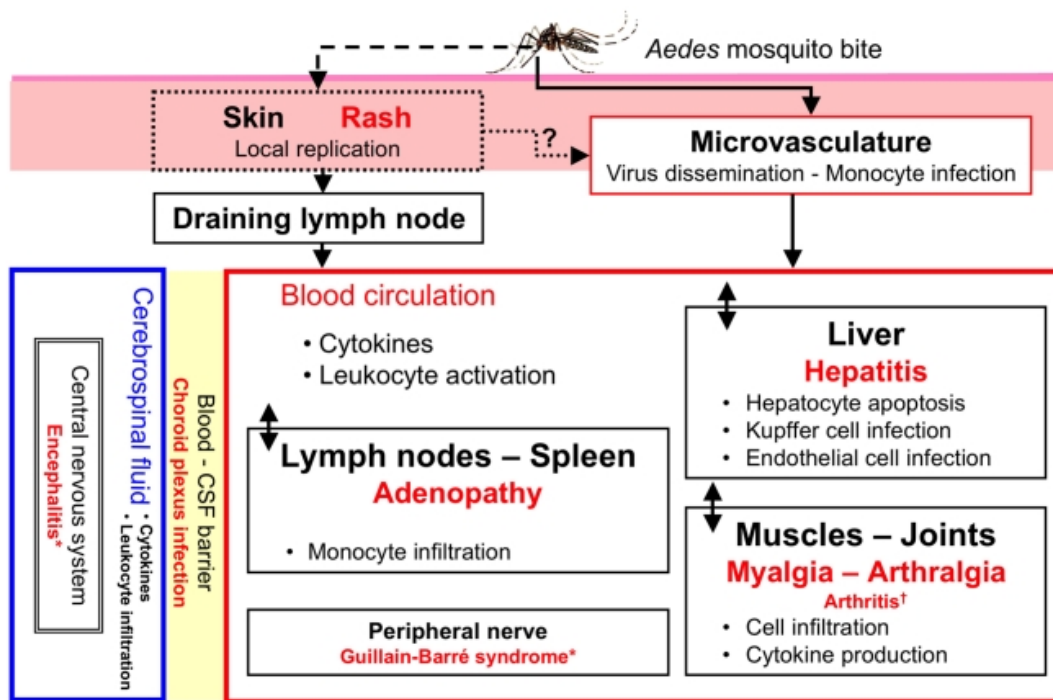 Aedes mosquito bite
Skin Rash
Local replication
?
Microvasculature
Virus dissemination - Monocyte infection
Draining lymph node
Central nervous system
Encephalitis*
Cerebrospinal fluid
• Cytokines
• Leukocyte infiltration
Blood - CSF barrier
Choroid plexus infection
Blood circulation
• Cytokines
• Leukocyte activation
Lymph nodes – Spleen
Adenopathy
• Monocyte infiltration
Peripheral nerve
Guillain-Barré syndrome*
Liver
Hepatitis
• Hepatocyte apoptosis
• Kupffer cell infection
• Endothelial cell infection
Muscles – Joints
Myalgia – Arthralgia
Arthritis†
• Cell infiltration
• Cytokine production